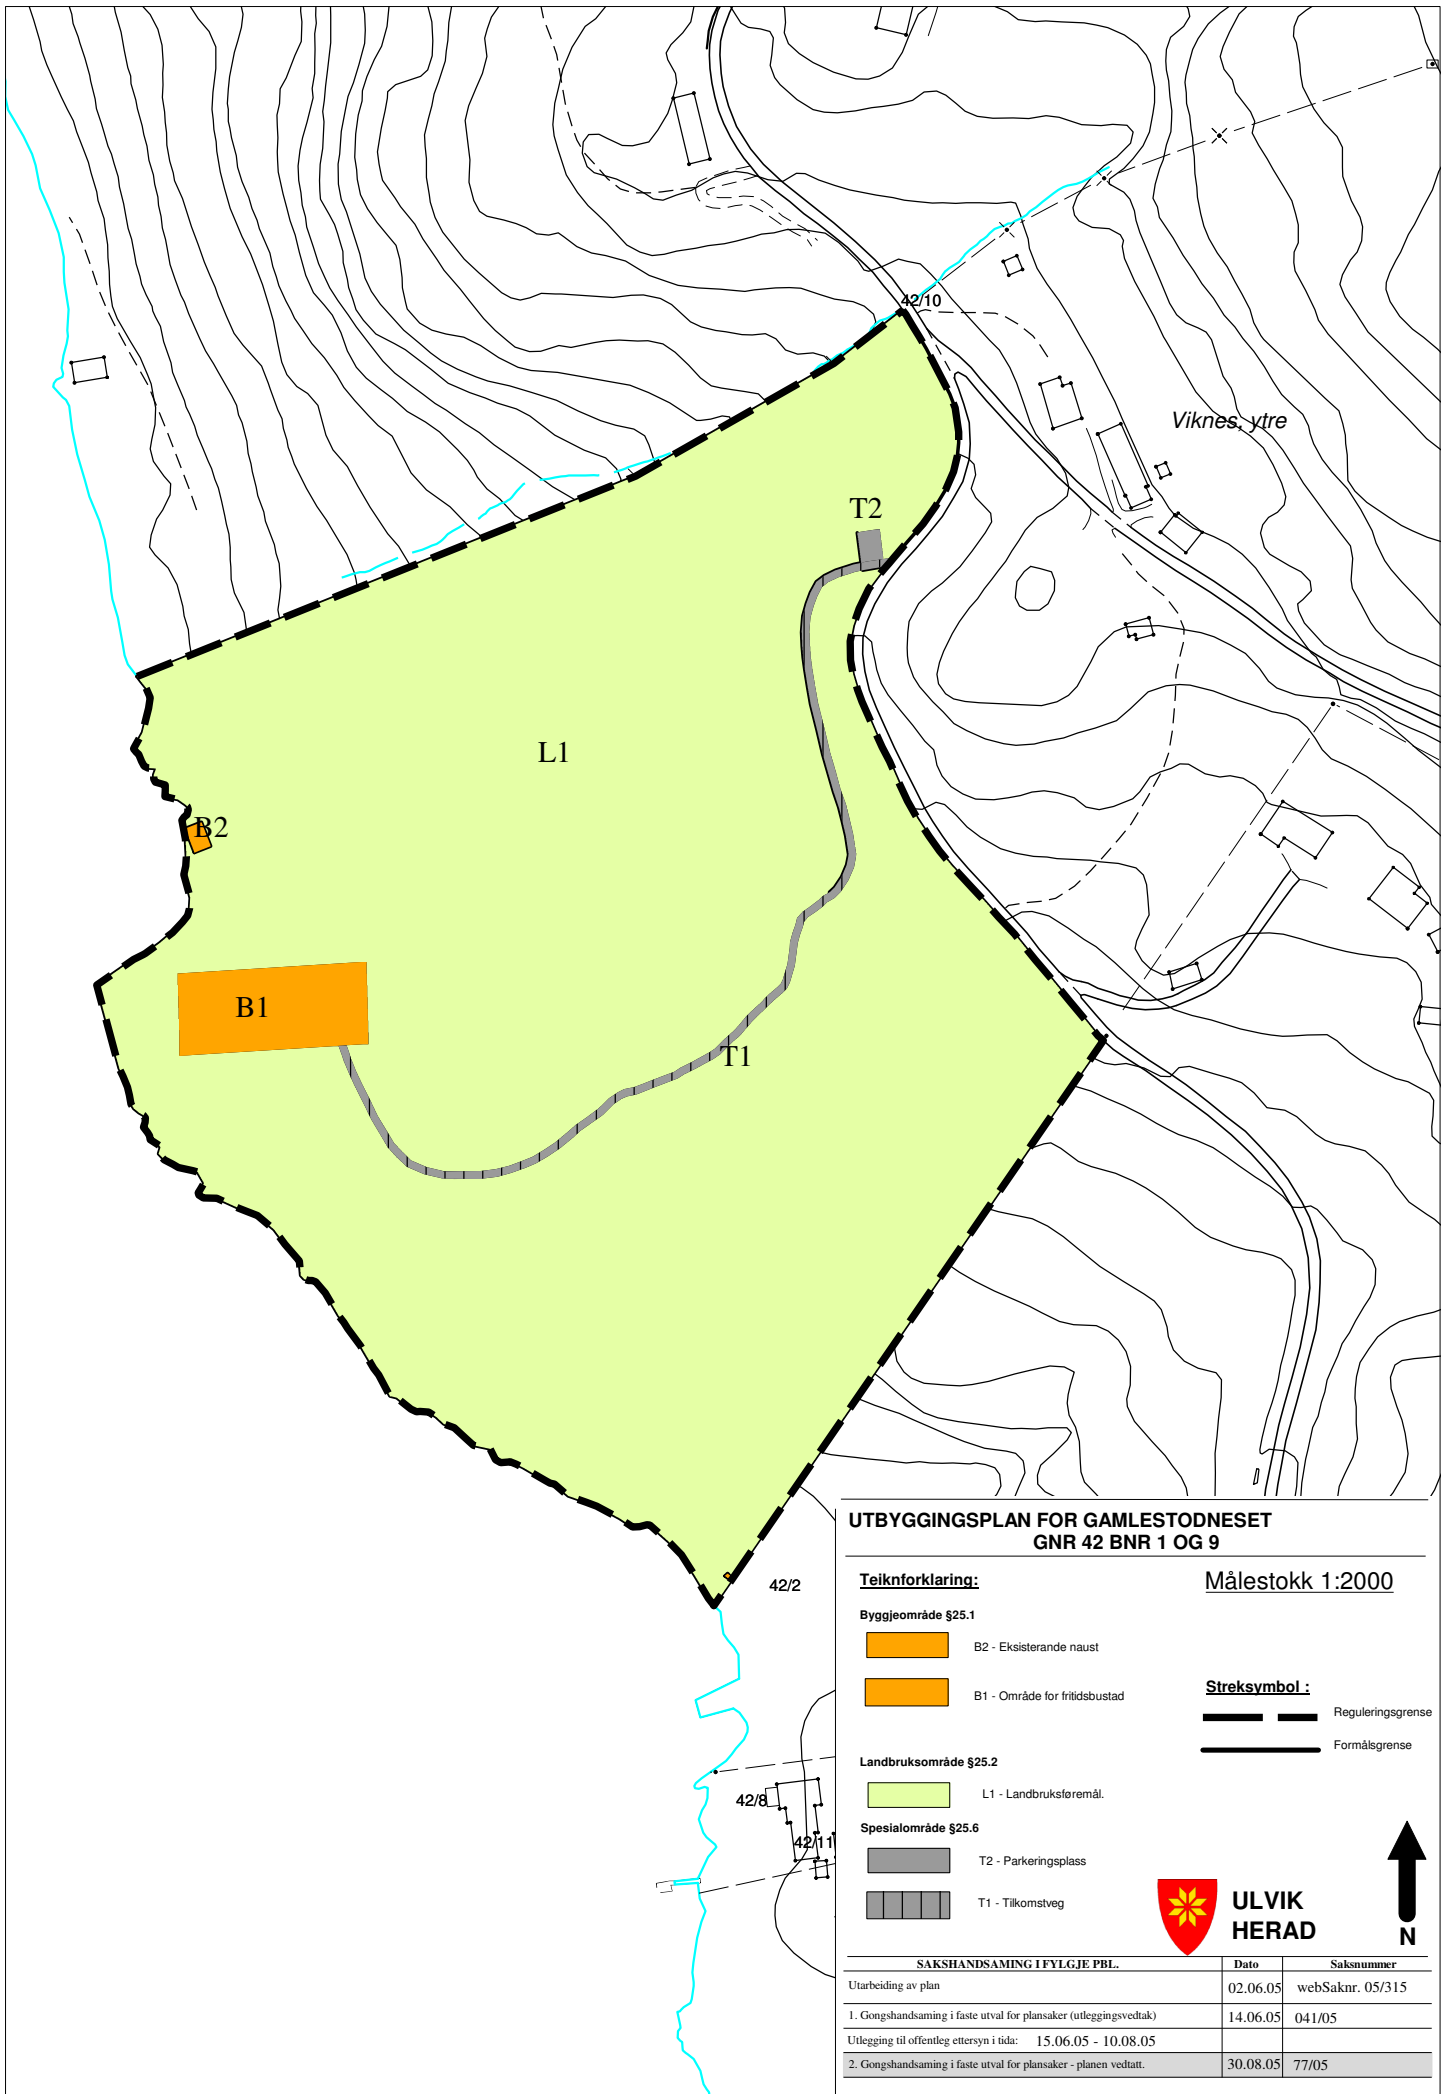 42/10
Viknes, ytre
T2
L1
B2
B1
T1
42/2
42/8
42/11
UTBYGGINGSPLAN FOR GAMLESTODNESET
GNR 42 BNR 1 OG 9
Teiknforklaring:
Målestokk 1:2000
Byggjeområde §25.1
B2 - Eksisterande naust
B1 - Område for fritidsbustad
Streksymbol :
Reguleringsgrense
Formålsgrense
Landbruksområde §25.2
L1 - Landbruksføremål.
Spesialområde §25.6
T2 - Parkeringsplass
T1 - Tilkomstveg
ULVIK
HERAD
N
SAKSHANDSAMING I FYLGJE PBL. Dato Saksnummer
Utarbeiding av plan 02.06.05 webSaknr. 05/315
1. Gongshandsaming i faste utval for plansaker (utleggingsvedtak) 14.06.05 041/05
Utlegging til offentleg ettersyn i tida: 15.06.05 - 10.08.05
2. Gongshandsaming i faste utval for plansaker - planen vedtatt. 30.08.05 77/05